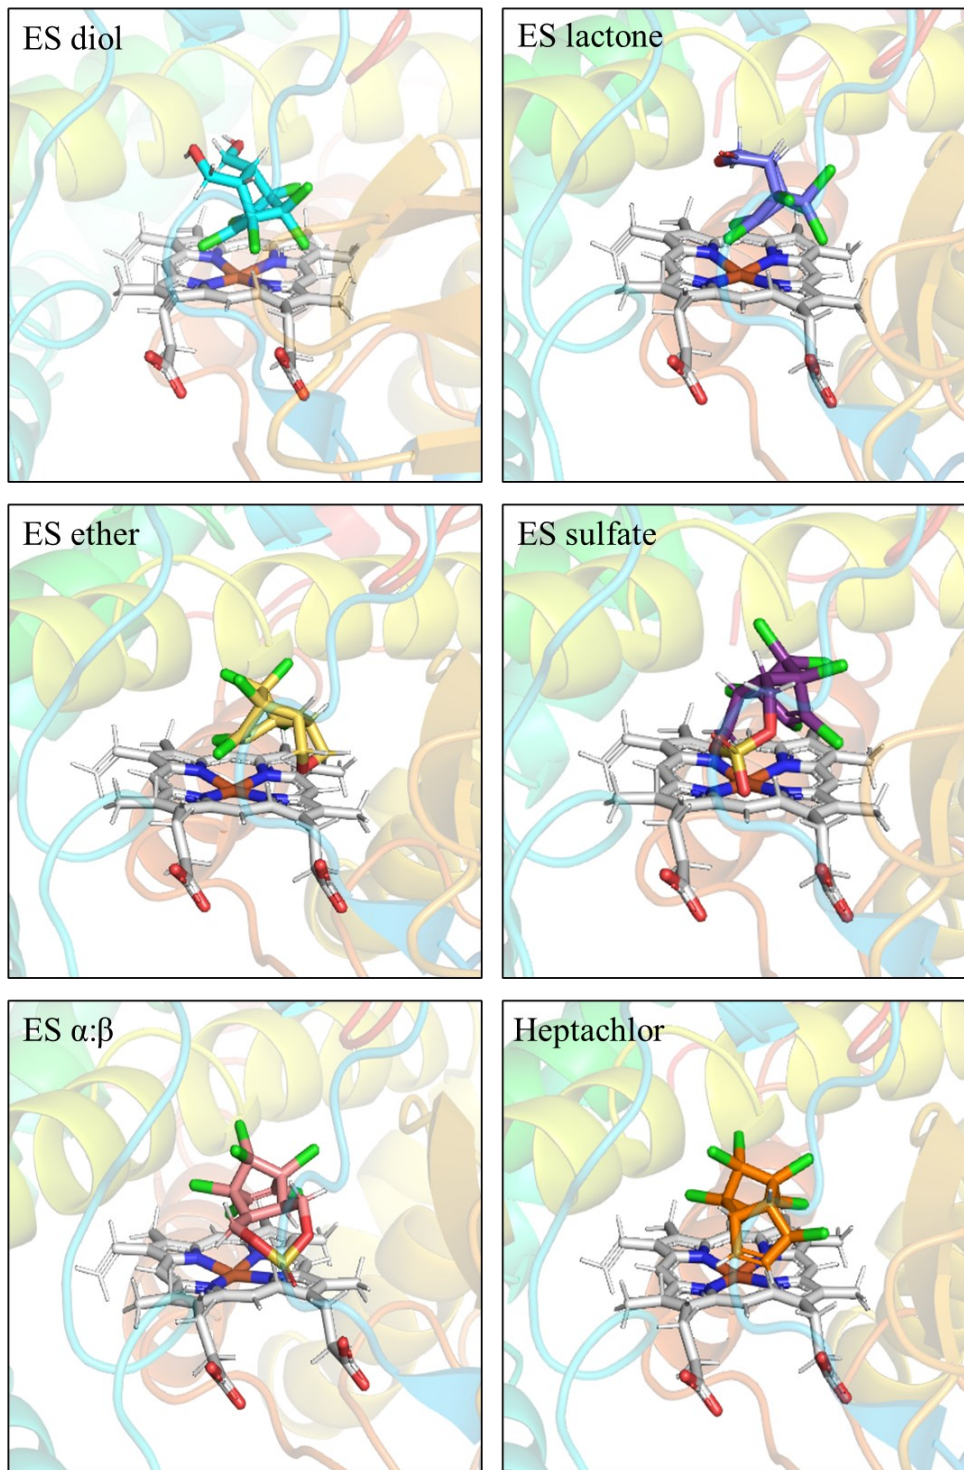 ES diol
ES lactone
ES ether
ES sulfate
ES α:β
Heptachlor